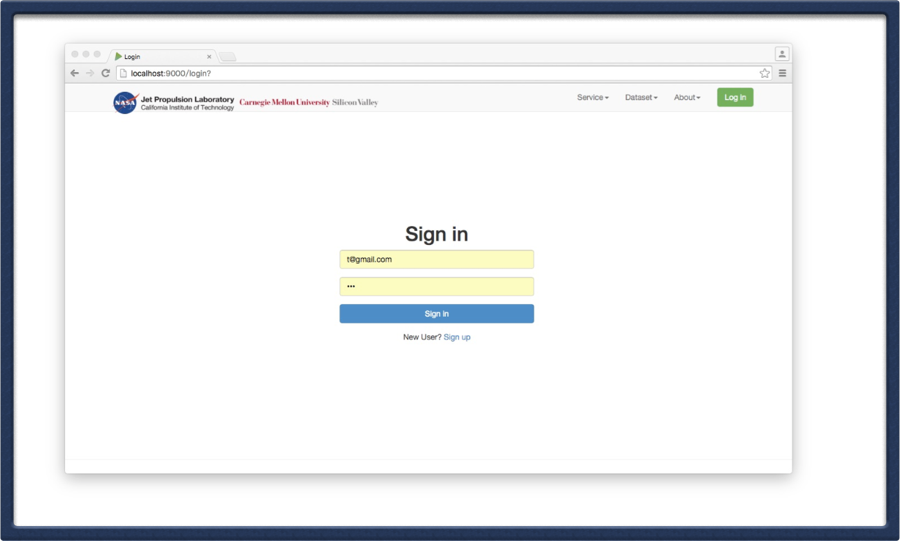 Login
localhost:9000/login?
NASA
Jet Propulsion Laboratory
California Institute of Technology
Carnegie Mellon University Silicon Valley
Service
Dataset
About
Log In
Sign in
t@gmail.com
•••
Sign in
New User? Sign up